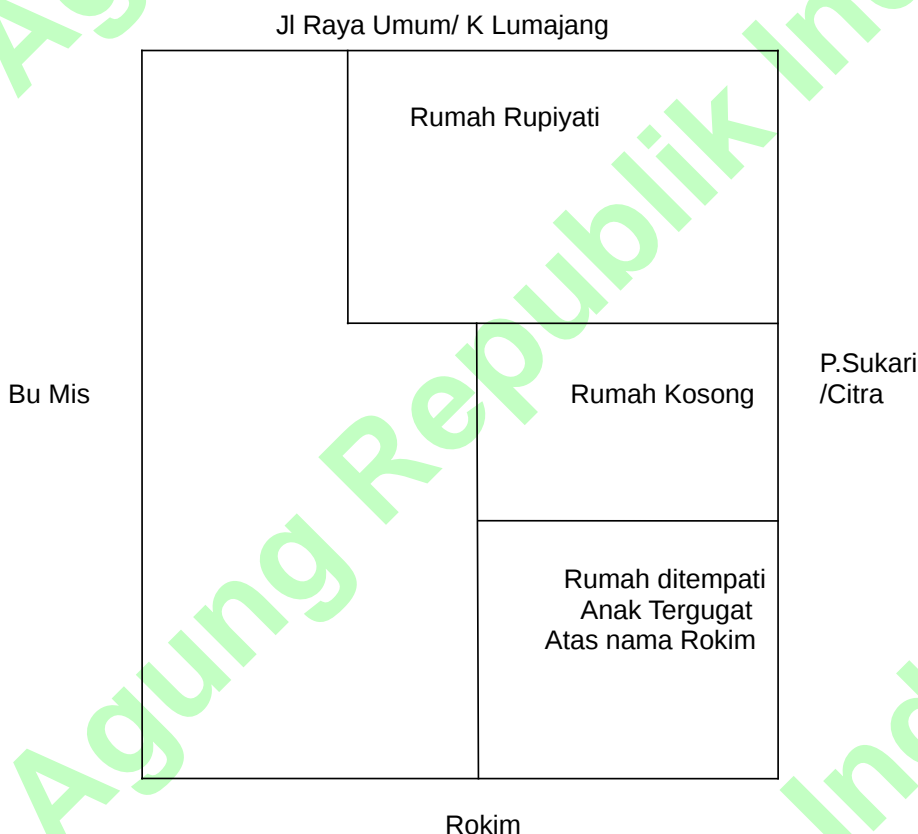 Jl Raya Umum/ K Lumajang
Rumah Rupiyati
Bu Mis
Rumah Kosong
P.Sukari
/Citra
Rumah ditempati
Anak Tergugat
Atas nama Rokim
Rokim
Agung Republik Ind